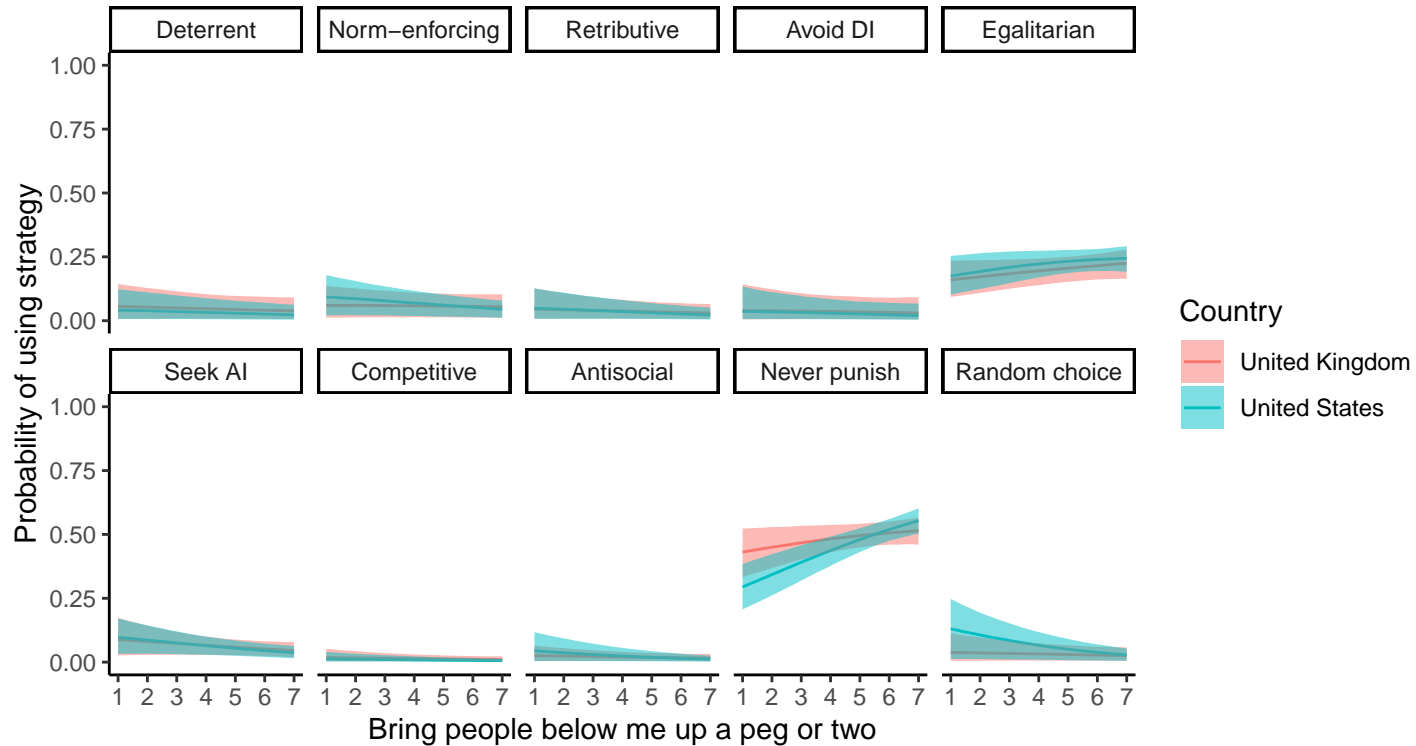 Deterrent Norm−enforcing Retributive Avoid DI Egalitarian
1.00
0.75
0.50
0.25
0.00
Seek AI Competitive Antisocial Never punish Random choice
1.00
0.75
0.50
0.25
0.00
1 2 3 4 5 6 7 1 2 3 4 5 6 7 1 2 3 4 5 6 7 1 2 3 4 5 6 7 1 2 3 4 5 6 7
Bring people below me up a peg or two
Probability of using strategy
Country
United Kingdom
United States